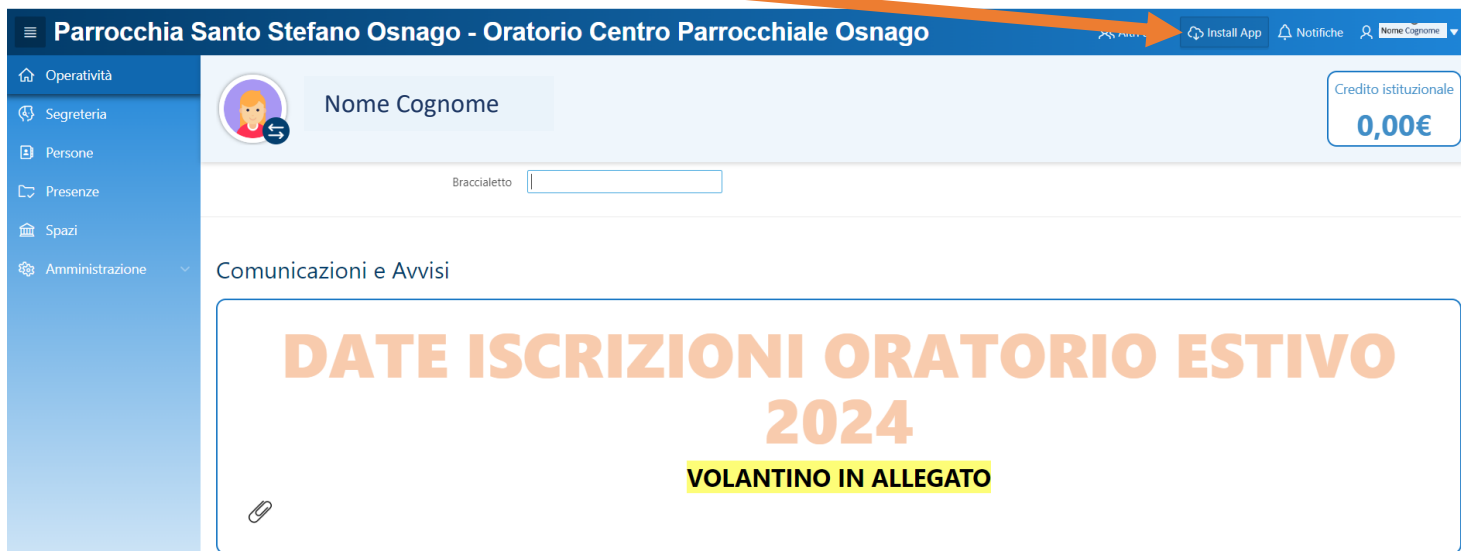 Parrocchia Santo Stefano Osnago - Oratorio Centro Parrocchiale Osnago
Install App
Notifiche
Nome Cognome
Operatività
Segreteria
Persone
Presenze
Spazi
Amministrazione
Nome Cognome
Credito istituzionale
0,00€
Braccialetto
Comunicazioni e Avvisi
DATE ISCRIZIONI ORATORIO ESTIVO
2024
VOLANTINO IN ALLEGATO